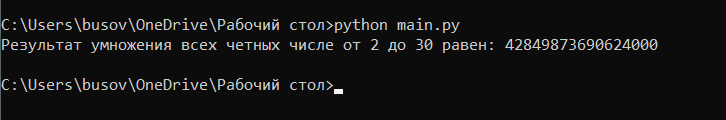 C:\Users\busov\OneDrive\Рабочий стол>python main.py
Результат умножения всех четных числе от 2 до 30 равен: 42849873690624000
C:\Users\busov\OneDrive\Рабочий стол>